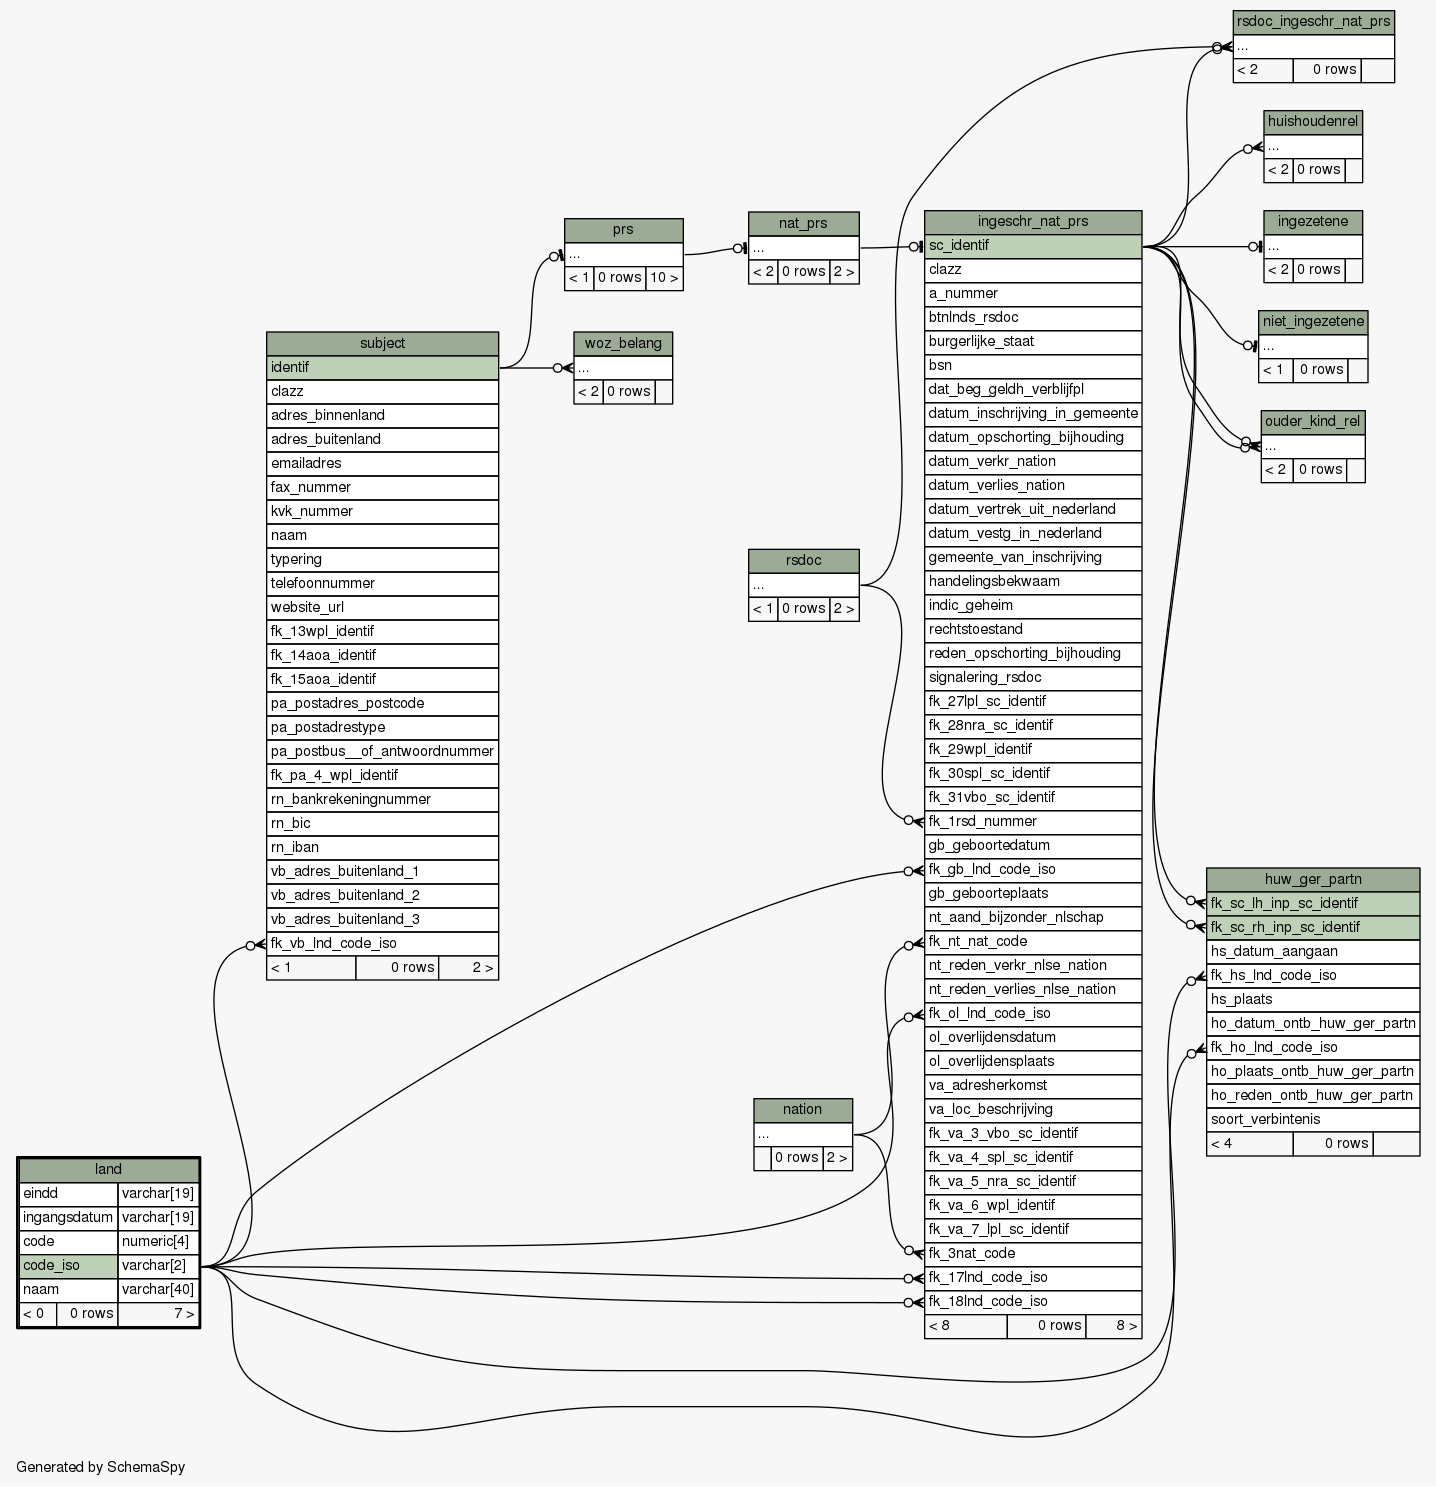 rsdoc_ingeschr_nat_prs
...
< 2 0 rows
huishoudenrel
...
< 2 0 rows
ingezetene
...
< 2 0 rows
niet_ingezetene
...
< 1 0 rows
ouder_kind_rel
...
< 2 0 rows
prs
...
< 1 0 rows 10 >
nat_prs
...
< 2 0 rows 2 >
woz_belang
...
< 2 0 rows
subject
identif
clazz
adres_binnenland
adres_buitenland
emailadres
fax_nummer
kvk_nummer
naam
typering
telefoonnummer
website_url
fk_13wpl_identif
fk_14aoa_identif
fk_15aoa_identif
pa_postadres_postcode
pa_postadrestype
pa_postbus__of_antwoordnummer
fk_pa_4_wpl_identif
rn_bankrekeningnummer
rn_bic
rn_iban
vb_adres_buitenland_1
vb_adres_buitenland_2
vb_adres_buitenland_3
fk_vb_lnd_code_iso
< 1 0 rows 2 >
rsdoc
...
< 1 0 rows 2 >
ingeschr_nat_prs
sc_identif
clazz
a_nummer
btnlnds_rsdoc
burgerlijke_staat
bsn
dat_beg_geldh_verblijfpl
datum_inschrijving_in_gemeente
datum_opschorting_bijhouding
datum_verkr_nation
datum_verlies_nation
datum_vertrek_uit_nederland
datum_vestg_in_nederland
gemeente_van_inschrijving
handelingsbekwaam
indic_geheim
rechtstoestand
reden_opschorting_bijhouding
signalering_rsdoc
fk_27lpl_sc_identif
fk_28nra_sc_identif
fk_29wpl_identif
fk_30spl_sc_identif
fk_31vbo_sc_identif
fk_1rsd_nummer
gb_geboortedatum
fk_gb_lnd_code_iso
gb_geboorteplaats
nt_aand_bijzonder_nlschap
fk_nt_nat_code
nt_reden_verkr_nlse_nation
nt_reden_verlies_nlse_nation
fk_ol_lnd_code_iso
ol_overlijdensdatum
ol_overlijdensplaats
va_adresherkomst
va_loc_beschrijving
fk_va_3_vbo_sc_identif
fk_va_4_spl_sc_identif
fk_va_5_nra_sc_identif
fk_va_6_wpl_identif
fk_va_7_lpl_sc_identif
fk_3nat_code
fk_17lnd_code_iso
fk_18lnd_code_iso
< 8 0 rows 8 >
huw_ger_partn
fk_sc_lh_inp_sc_identif
fk_sc_rh_inp_sc_identif
hs_datum_aangaan
fk_hs_lnd_code_iso
hs_plaats
ho_datum_ontb_huw_ger_partn
fk_ho_lnd_code_iso
ho_plaats_ontb_huw_ger_partn
ho_reden_ontb_huw_ger_partn
soort_verbintenis
< 4 0 rows
nation
...
0 rows 2 >
land
eindd varchar[19]
ingangsdatum varchar[19]
code numeric[4]
code_iso varchar[2]
naam varchar[40]
< 0 0 rows 7 >
Generated by SchemaSpy